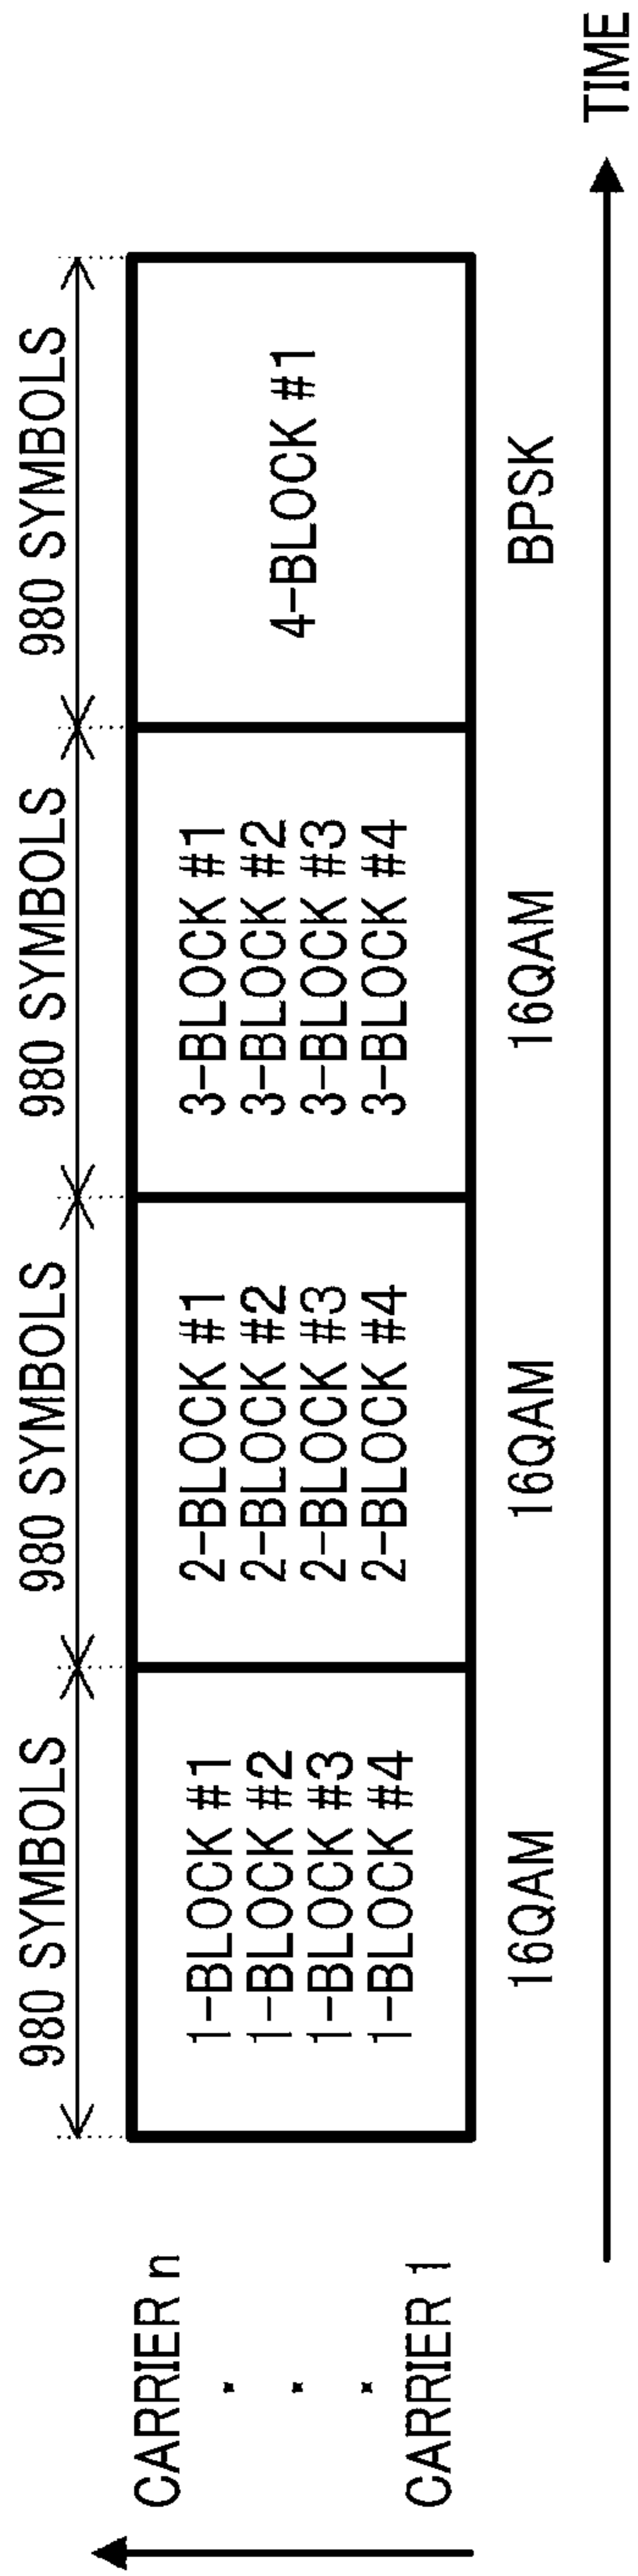 980 SYMBOLS 980 SYMBOLS 980 SYMBOLS 980 SYMBOLS
CARRIER n
1-BLOCK #1
1-BLOCK #2
1-BLOCK #3
1-BLOCK #4
2-BLOCK #1
2-BLOCK #2
2-BLOCK #3
2-BLOCK #4
3-BLOCK #1
3-BLOCK #2
3-BLOCK #3
3-BLOCK #4
4-BLOCK #1
CARRIER 1
16QAM 16QAM 16QAM BPSK
TIME